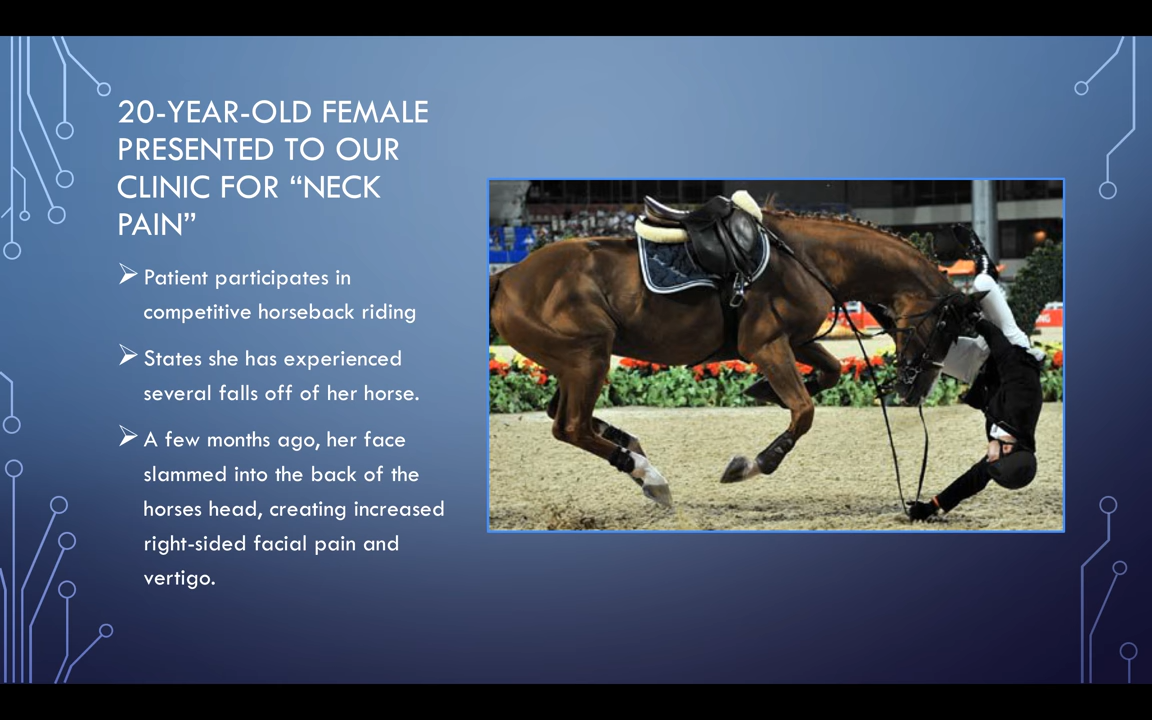 20-YEAR-OLD FEMALE
PRESENTED TO OUR
CLINIC FOR “NECK
PAIN”
➢ Patient participates in
competitive horseback riding
➢ States she has experienced
several falls off of her horse.
➢ A few months ago, her face
slammed into the back of the
horses head, creating increased
right-sided facial pain and
vertigo.